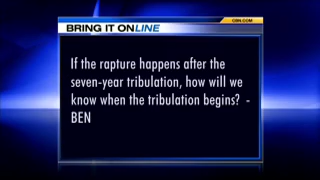 CBN.COM
BRING IT ONLINE
If the rapture happens after the
seven-year tribulation, how will we
know when the tribulation begins? -
BEN